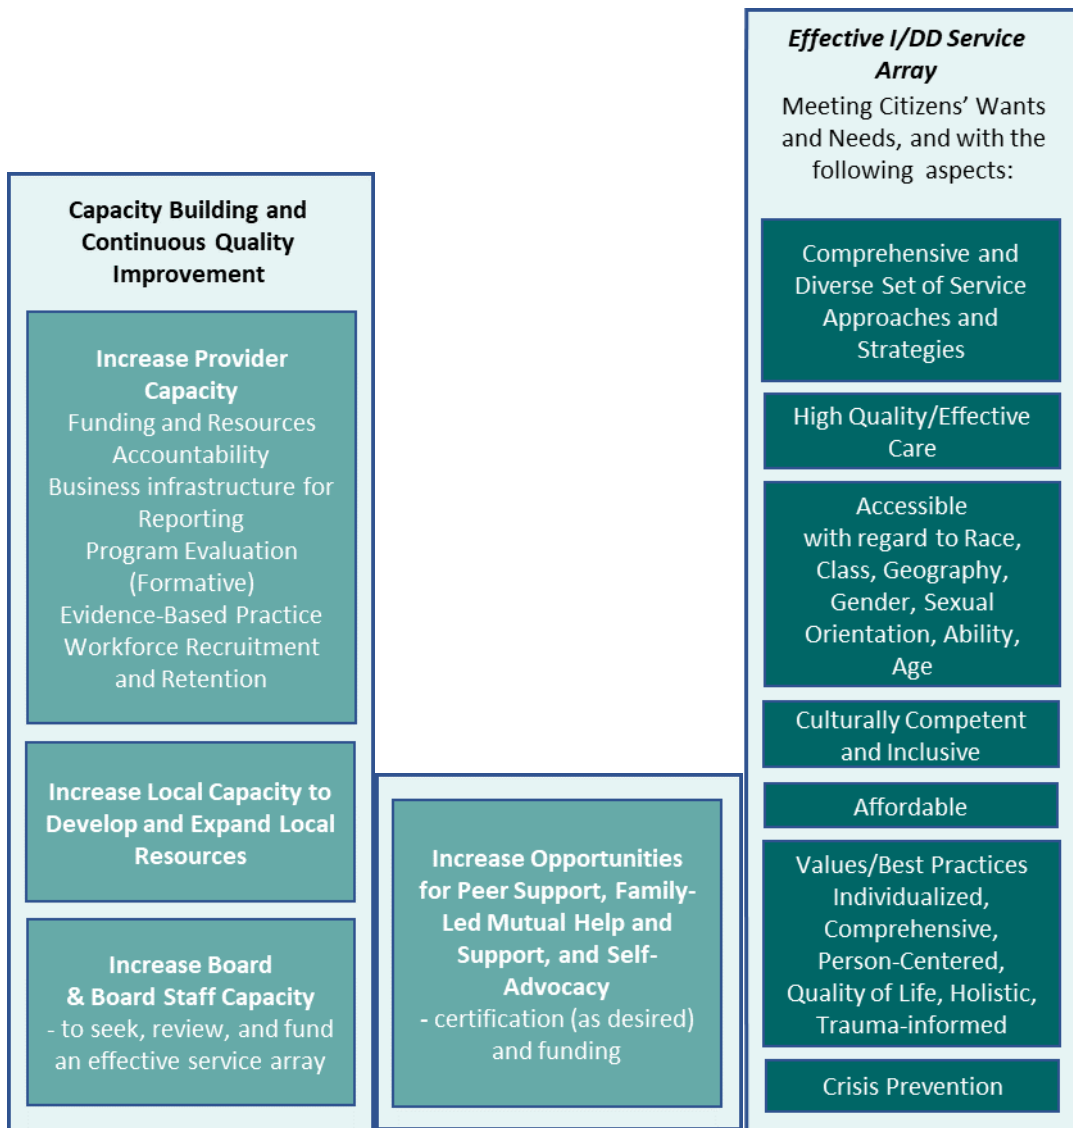 Capacity Building and
Continuous Quality
Improvement
Increase Provider
Capacity
Funding and Resources
Accountability
Business infrastructure for
Reporting
Program Evaluation
(Formative)
Evidence-Based Practice
Workforce Recruitment
and Retention
Increase Local Capacity to
Develop and Expand Local
Resources
Increase Board
& Board Staff Capacity
- to seek, review, and fund
an effective service array
Increase Opportunities
for Peer Support, Family-
Led Mutual Help and
Support, and Self-
Advocacy
- certification (as desired)
and funding
Effective I/DD Service
Array
Meeting Citizens’ Wants
and Needs, and with the
following aspects:
Comprehensive and
Diverse Set of Service
Approaches and
Strategies
High Quality/Effective
Care
Accessible
with regard to Race,
Class, Geography,
Gender, Sexual
Orientation, Ability,
Age
Culturally Competent
and Inclusive
Affordable
Values/Best Practices
Individualized,
Comprehensive,
Person-Centered,
Quality of Life, Holistic,
Trauma-informed
Crisis Prevention